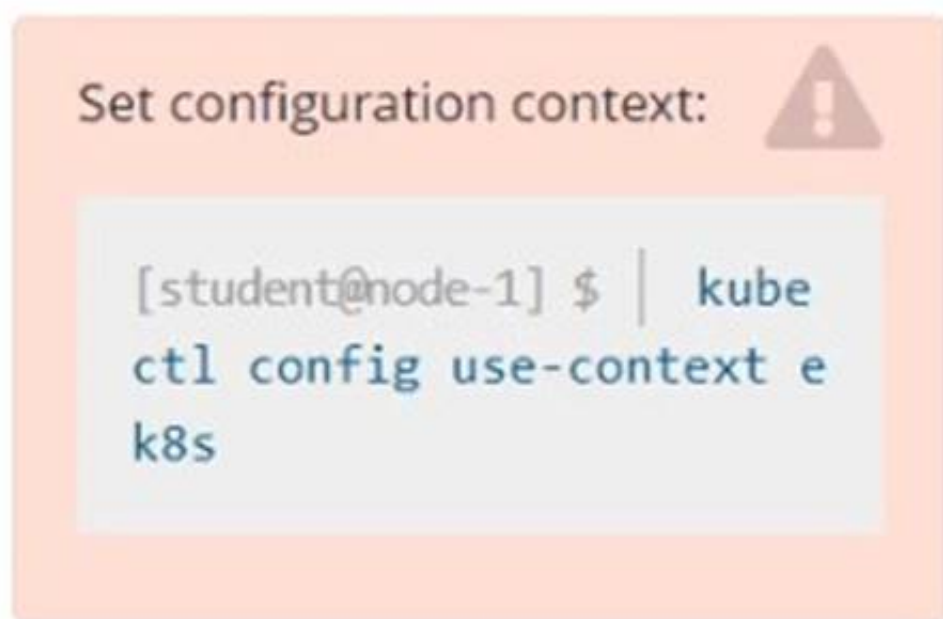 Set configuration context:
[student@node-1] $ | kube
ctl config use-context e
k8s